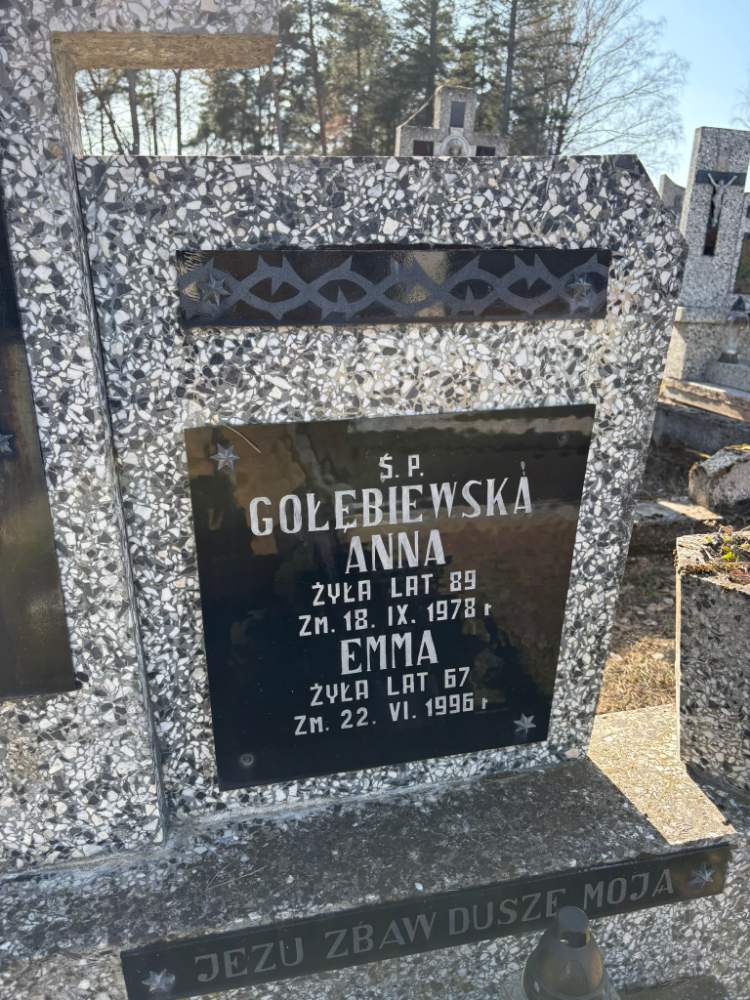 Ś. P.
GOŁĘBIEWSKA
ANNA
ŻYŁA LAT 89
ZM. 18. IX. 1978 r
EMMA
ŻYŁA LAT 67
ZM. 22. VI. 1996 r
JEZU ZBAW DUSZE MOJĄ